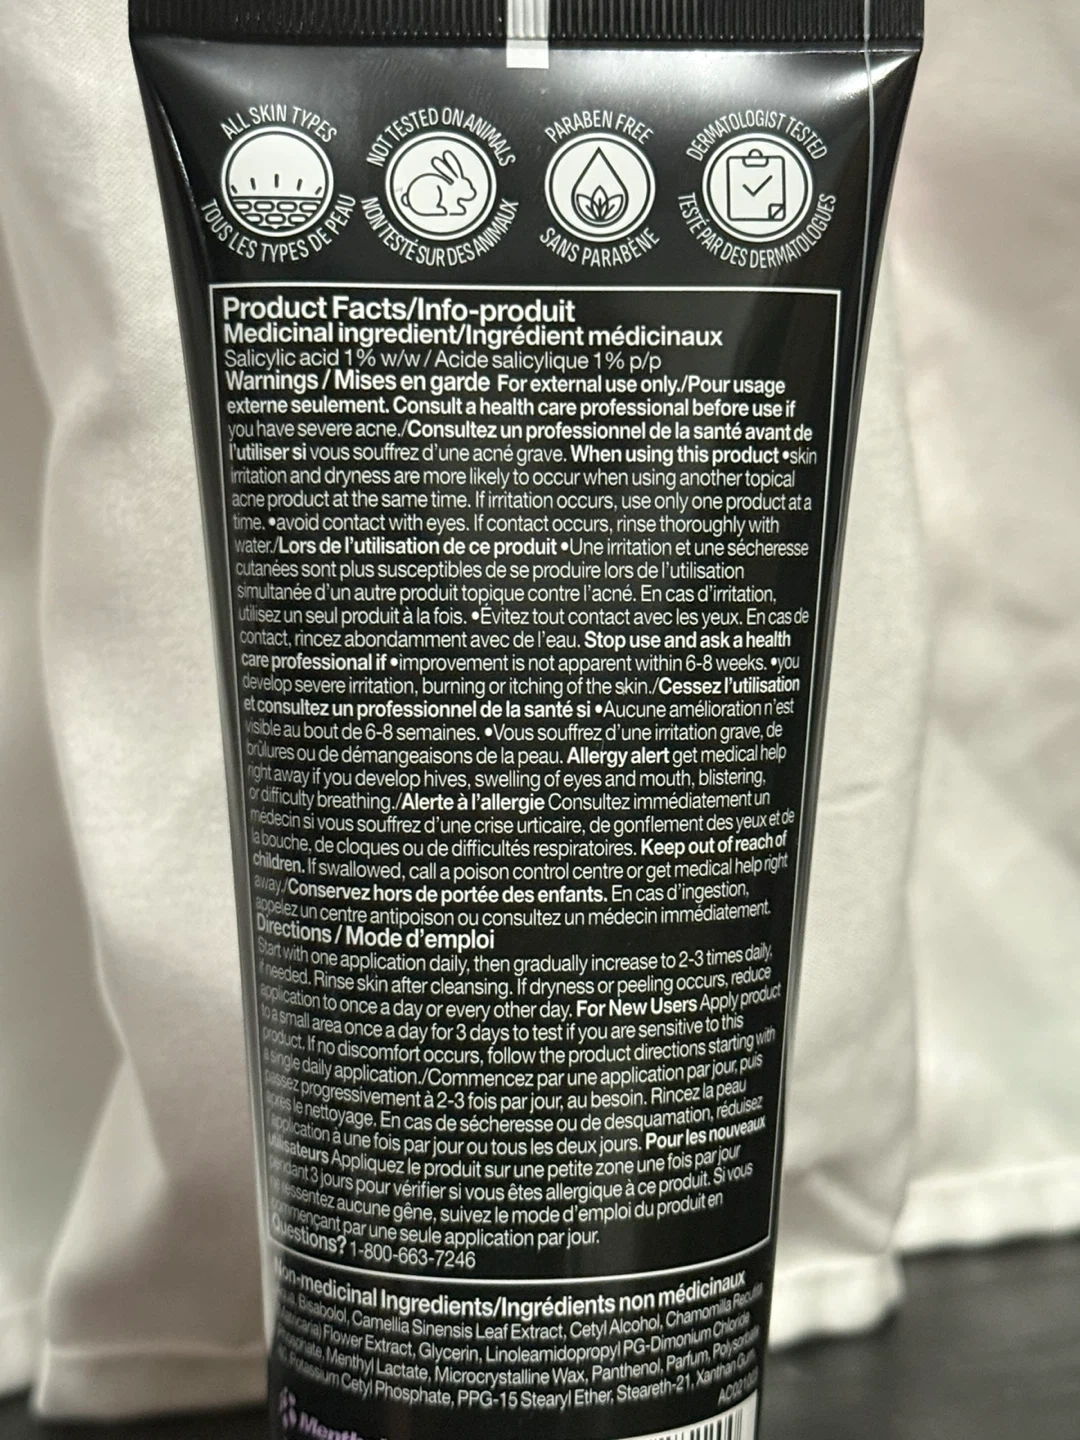 ALL SKIN TYPES
TOUS LES TYPES DE PEAU
NOT TESTED ON ANIMALS
NON TESTÉ SUR DES ANIMAUX
PARABEN FREE
SANS PARABÈNE
DERMATOLOGIST TESTED
TESTÉ PAR DES DERMATOLOGUES
Product Facts/Info-produit
Medicinal ingredient/Ingrédient médicinaux
Salicylic acid 1% w/w / Acide salicylique 1% p/p
Warnings / Mises en garde For external use only./Pour usage
externe seulement. Consult a health care professional before use if
you have severe acne./Consultez un professionnel de la santé avant de
l'utiliser si vous souffrez d'une acné grave. When using this product •skin
irritation and dryness are more likely to occur when using another topical
acne product at the same time. If irritation occurs, use only one product at a
time. •avoid contact with eyes. If contact occurs, rinse thoroughly with
water./Lors de l'utilisation de ce produit •Une irritation et une sécheresse
cutanées sont plus susceptibles de se produire lors de l'utilisation
simultanée d'un autre produit topique contre l'acné. En cas d'irritation,
utilisez un seul produit à la fois. •Évitez tout contact avec les yeux. En cas de
contact, rincez abondamment avec de l'eau. Stop use and ask a health
care professional if •improvement is not apparent within 6-8 weeks. •you
develop severe irritation, burning or itching of the skin./Cessez l'utilisation
et consultez un professionnel de la santé si •Aucune amélioration n'est
visible au bout de 6-8 semaines. •Vous souffrez d'une irritation grave, de
brûlures ou de démangeaisons de la peau. Allergy alert get medical help
right away if you develop hives, swelling of eyes and mouth, blistering,
or difficulty breathing./Alerte à l'allergie Consultez immédiatement un
médecin si vous souffrez d'une crise urticaire, de gonflement des yeux et de
la bouche, de cloques ou de difficultés respiratoires. Keep out of reach of
children. If swallowed, call a poison control centre or get medical help right
away./Conservez hors de portée des enfants. En cas d'ingestion,
appelez un centre antipoison ou consultez un médecin immédiatement.
Directions / Mode d'emploi
Start with one application daily, then gradually increase to 2-3 times daily,
if needed. Rinse skin after cleansing. If dryness or peeling occurs, reduce
application to once a day or every other day. For New Users Apply product
to a small area once a day for 3 days to test if you are sensitive to this
product. If no discomfort occurs, follow the product directions starting with
a single daily application./Commencez par une application par jour, puis
passez progressivement à 2-3 fois par jour, au besoin. Rincez la peau
après le nettoyage. En cas de sécheresse ou de desquamation, réduisez
l'application à une fois par jour ou tous les deux jours. Pour les nouveaux
utilisateurs Appliquez le produit sur une petite zone une fois par jour
pendant 3 jours pour vérifier si vous êtes allergique à ce produit. Si vous
ne ressentez aucune gêne, suivez le mode d'emploi du produit en
commençant par une seule application par jour.
Questions? 1-800-663-7246
Non-medicinal Ingredients/Ingrédients non médicinaux
Bisabolol, Camellia Sinensis Leaf Extract, Cetyl Alcohol, Chamomilla Recutita
Flower Extract, Glycerin, Linoleamidopropyl PG-Dimonium Chloride
Phosphate, Menthyl Lactate, Microcrystalline Wax, Panthenol, Parfum, Polysorbate
Potassium Cetyl Phosphate, PPG-15 Stearyl Ether, Steareth-21, Xanthan Gum.